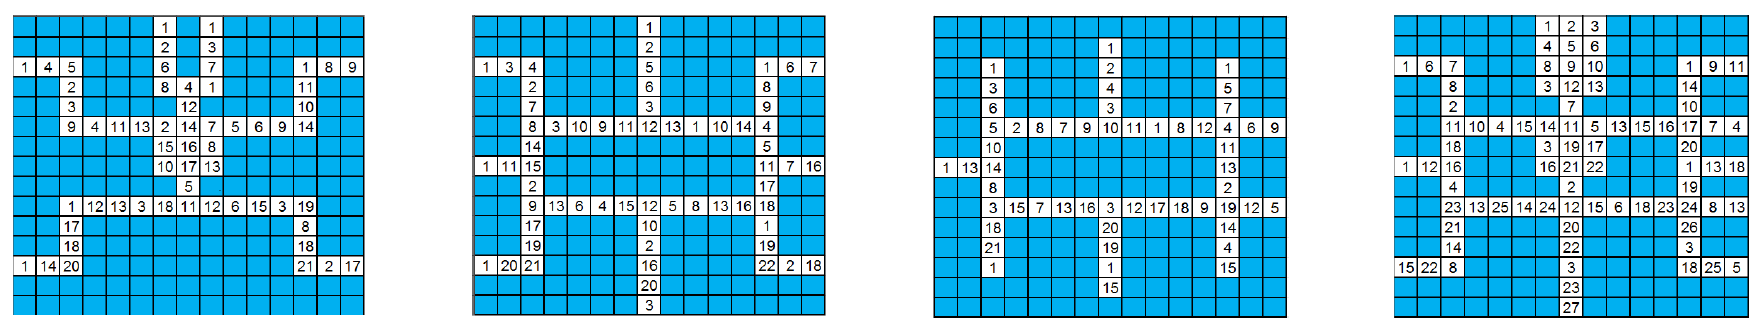 1 1
2 3
1 4 5 6 7 1 8 9
2 8 4 1 11
3 12 10
9 4 11 13 2 14 7 5 6 9 14
15 16 8
10 17 13
5
1 12 13 3 18 11 12 6 15 3 19
17 8
18 18
1 14 20 21 2 17
1
2
1 3 4 5 1 6 7
2 6 8
7 3 9
8 3 10 9 11 12 13 1 10 14 4
14 5
1 11 15 11 7 16
2 17
9 13 6 4 15 12 5 8 13 16 18
17 10 1
19 2 19
1 20 21 16 22 2 18
20
3
1
1 2 1
3 4 5
6 3 7
5 2 8 7 9 10 11 1 8 12 4 6 9
10 11
1 13 14 13
8 2
3 15 7 13 16 3 12 17 18 9 19 12 5
18 20 14
21 19 4
1 1 15
15
1 2 3
4 5 6
1 6 7 8 9 10 1 9 11
8 3 12 13 14
2 7 10
11 10 4 15 14 11 5 13 15 16 17 7 4
18 3 19 17 20
1 12 16 16 21 22 1 13 18
4 2 19
23 13 25 14 24 12 15 6 18 23 24 8 13
21 20 26
14 22 3
15 22 8 3 18 25 5
23
27